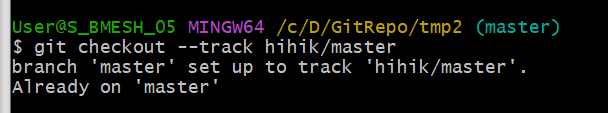 User@S_BMESH_05 MINGW64 /c/D/GitRepo/tmp2 (master)
$ git checkout --track hihik/master
branch 'master' set up to track 'hihik/master'.
Already on 'master'